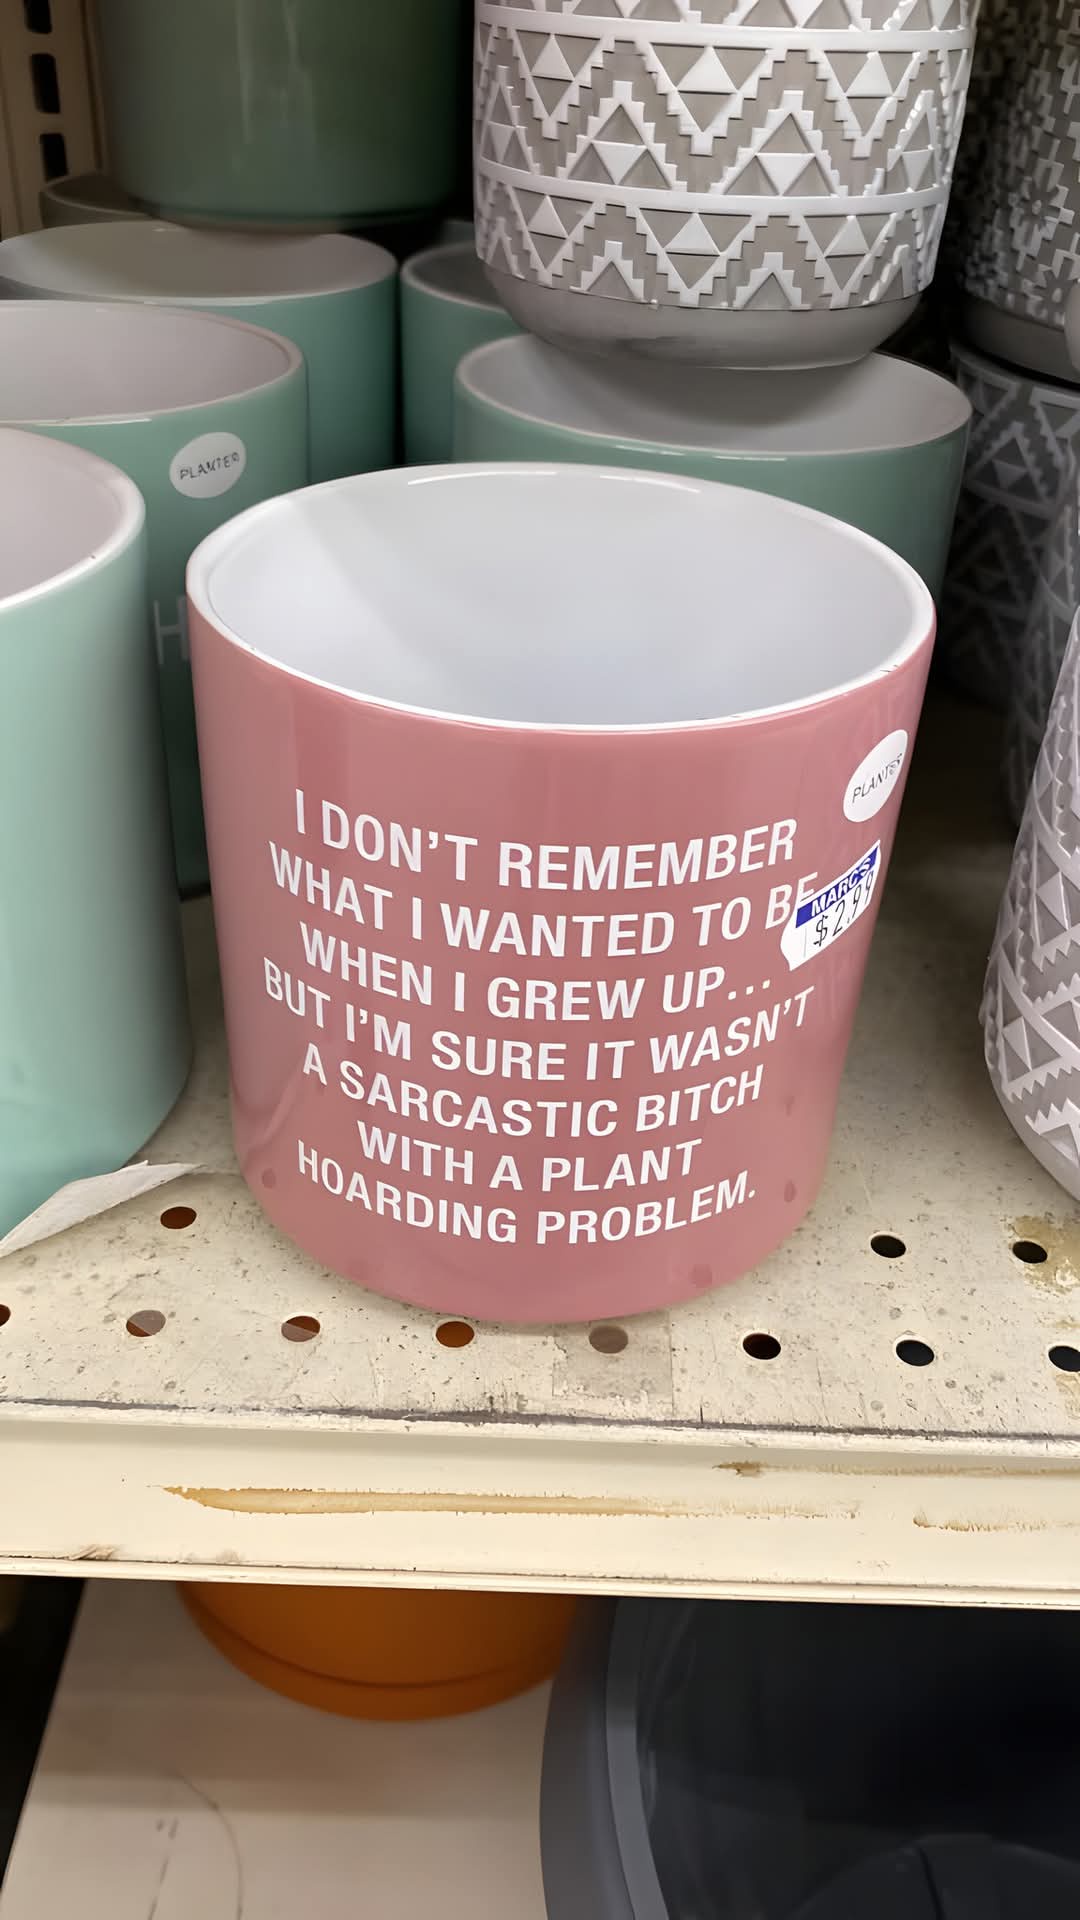 PLANTER
H
PLANTER
I DON'T REMEMBER
WHAT I WANTED TO BE
WHEN I GREW UP...
BUT I'M SURE IT WASN'T
A SARCASTIC BITCH
WITH A PLANT
HOARDING PROBLEM.
MARC'S
$2.99